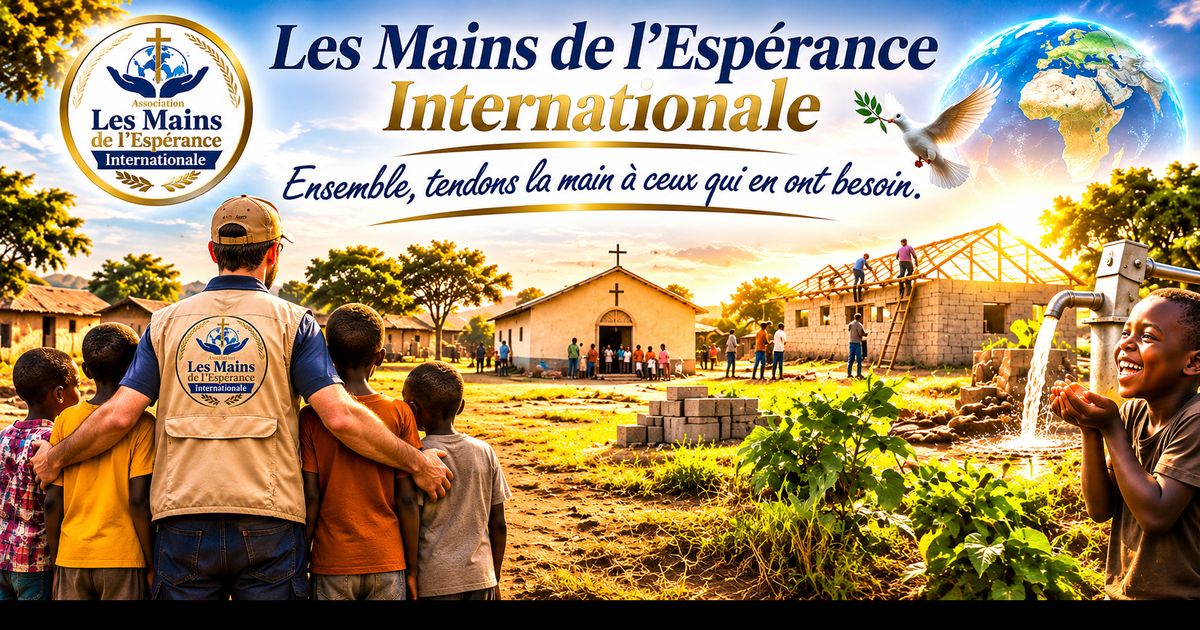 Association
Les Mains
de l'Espérance
Internationale
Les Mains de l'Espérance
Internationale
Ensemble, tendons la main à ceux qui en ont besoin.
Les Mains
de l'Espérance
Internationale